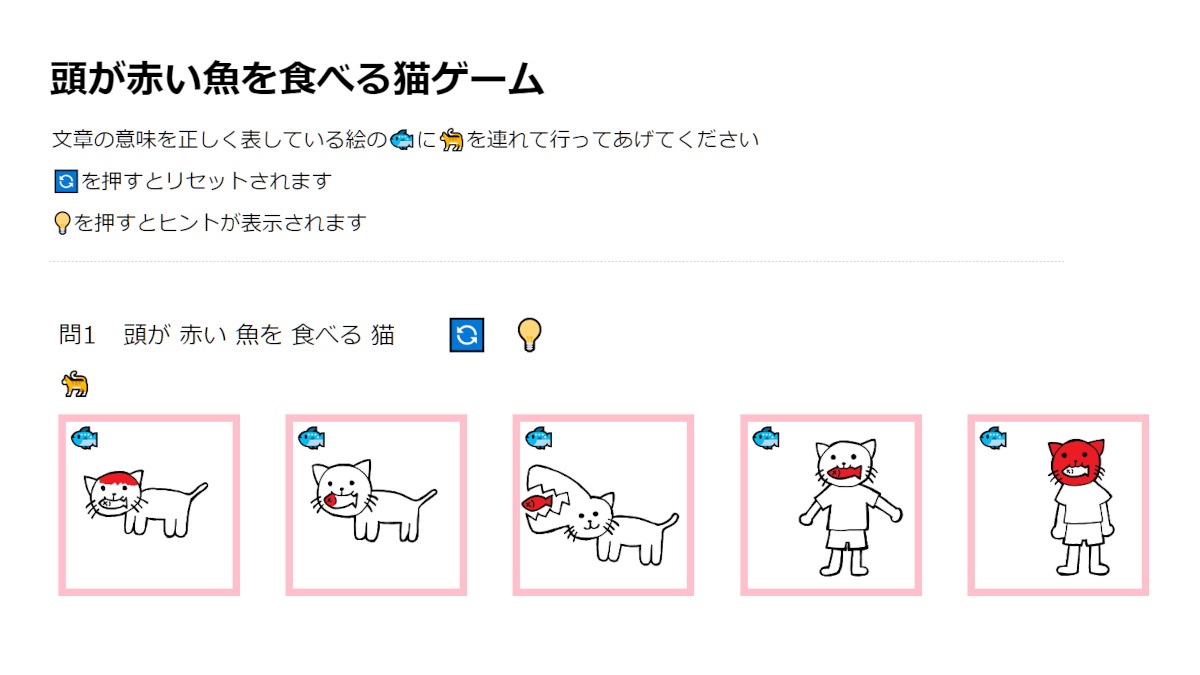 頭が赤い魚を食べる猫ゲーム
文章の意味を正しく表している絵の🐟に🐈を連れて行ってあげてください
🔄を押すとリセットされます
💡を押すとヒントが表示されます
問1　頭が 赤い 魚を 食べる 猫